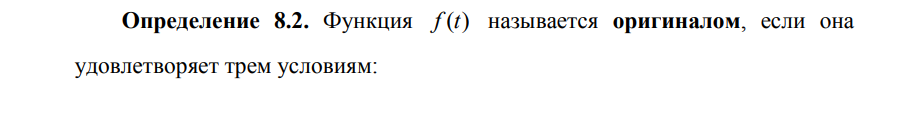 Определение 8.2. Функция f(t) называется оригиналом, если она
удовлетворяет трем условиям: